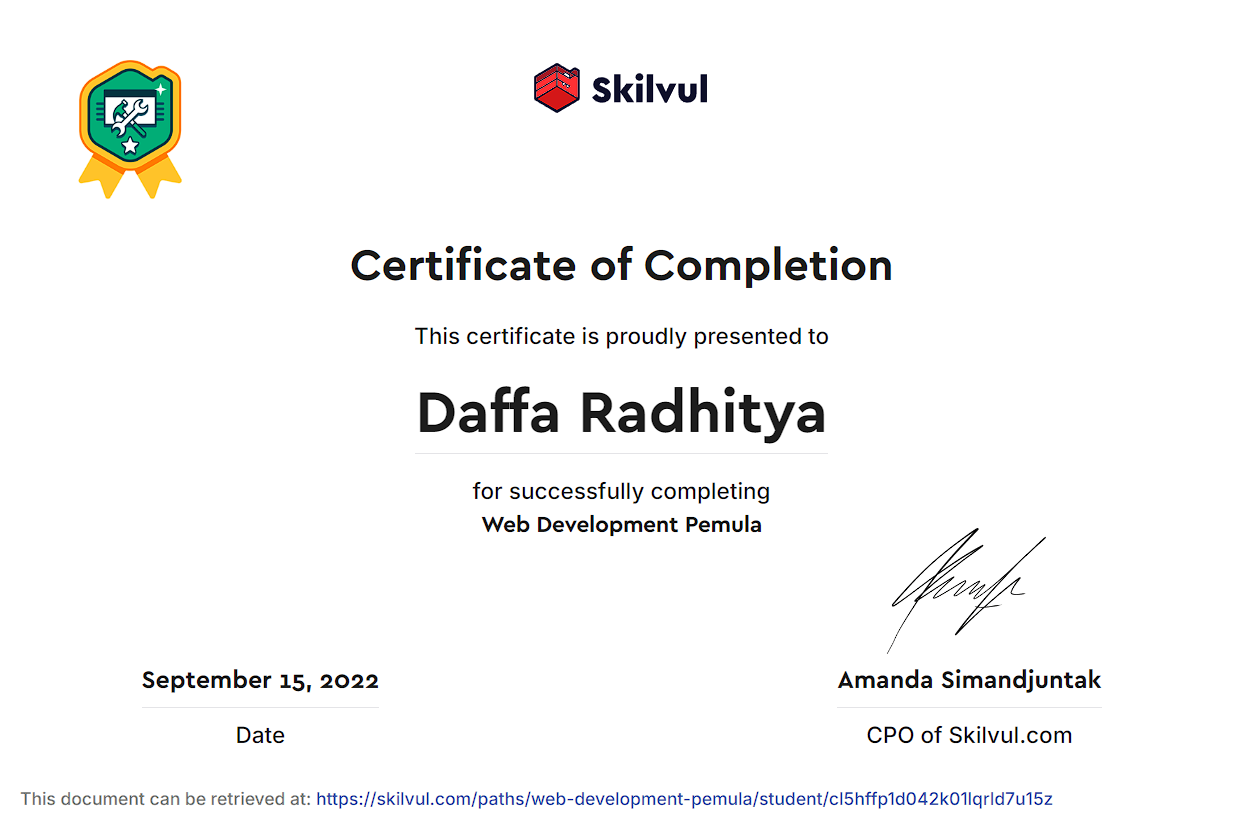 Skilvul
Certificate of Completion
This certificate is proudly presented to
Daffa Radhitya
for successfully completing
Web Development Pemula
September 15, 2022
Date
Amanda Simandjuntak
CPO of Skilvul.com
This document can be retrieved at: https://skilvul.com/paths/web-development-pemula/student/cl5hffp1d042k01lqrld7u15z